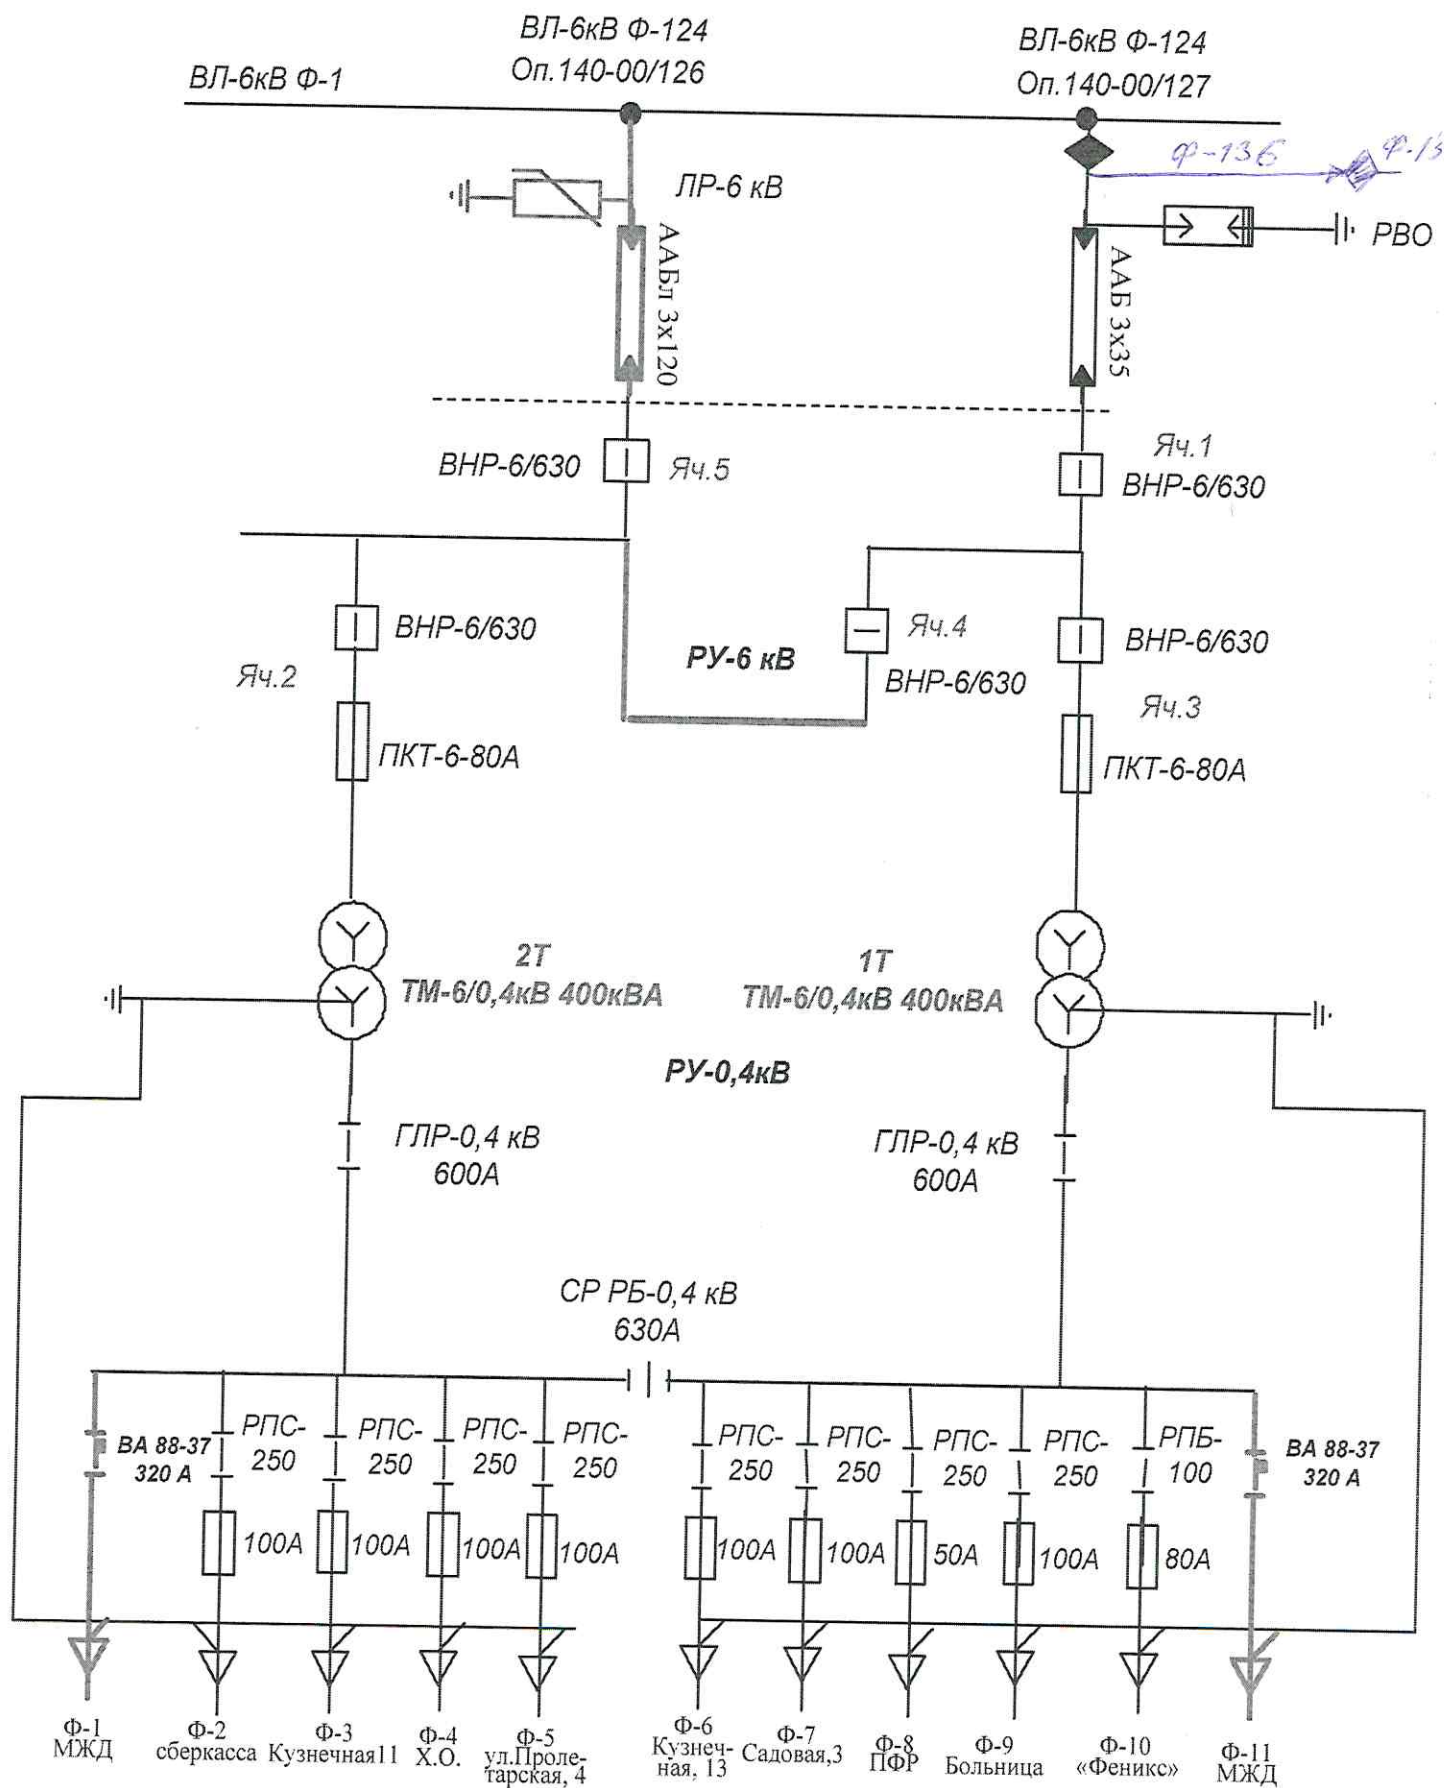 ВЛ-6кВ Ф-124
Оп.140-00/126
ВЛ-6кВ Ф-124
Оп.140-00/127
ВЛ-6кВ Ф-1
Ф-136
ЛР-6 кВ
РВО
ААБл 3х120
ААБ 3х35
ВНР-6/630
Яч.5
Яч.1
ВНР-6/630
ВНР-6/630
Яч.2
РУ-6 кВ
Яч.4
ВНР-6/630
ВНР-6/630
Яч.3
ПКТ-6-80А
ПКТ-6-80А
2Т
ТМ-6/0,4кВ 400кВА
1Т
ТМ-6/0,4кВ 400кВА
РУ-0,4кВ
ГЛР-0,4 кВ
600А
ГЛР-0,4 кВ
600А
СР РБ-0,4 кВ
630А
ВА 88-37
320 А
РПС-
250
РПС-
250
РПС-
250
РПС-
250
РПС-
250
РПС-
250
РПС-
250
РПС-
250
РПБ-
100
ВА 88-37
320 А
100А
100А
100А
100А
100А
100А
50А
100А
80А
Ф-1
МЖД
Ф-2
сберкасса
Ф-3
Кузнечная11
Ф-4
Х.О.
Ф-5
ул.Проле-
тарская, 4
Ф-6
Кузнеч-
ная, 13
Ф-7
Садовая,3
Ф-8
ПФР
Ф-9
Больница
Ф-10
«Феникс»
Ф-11
МЖД